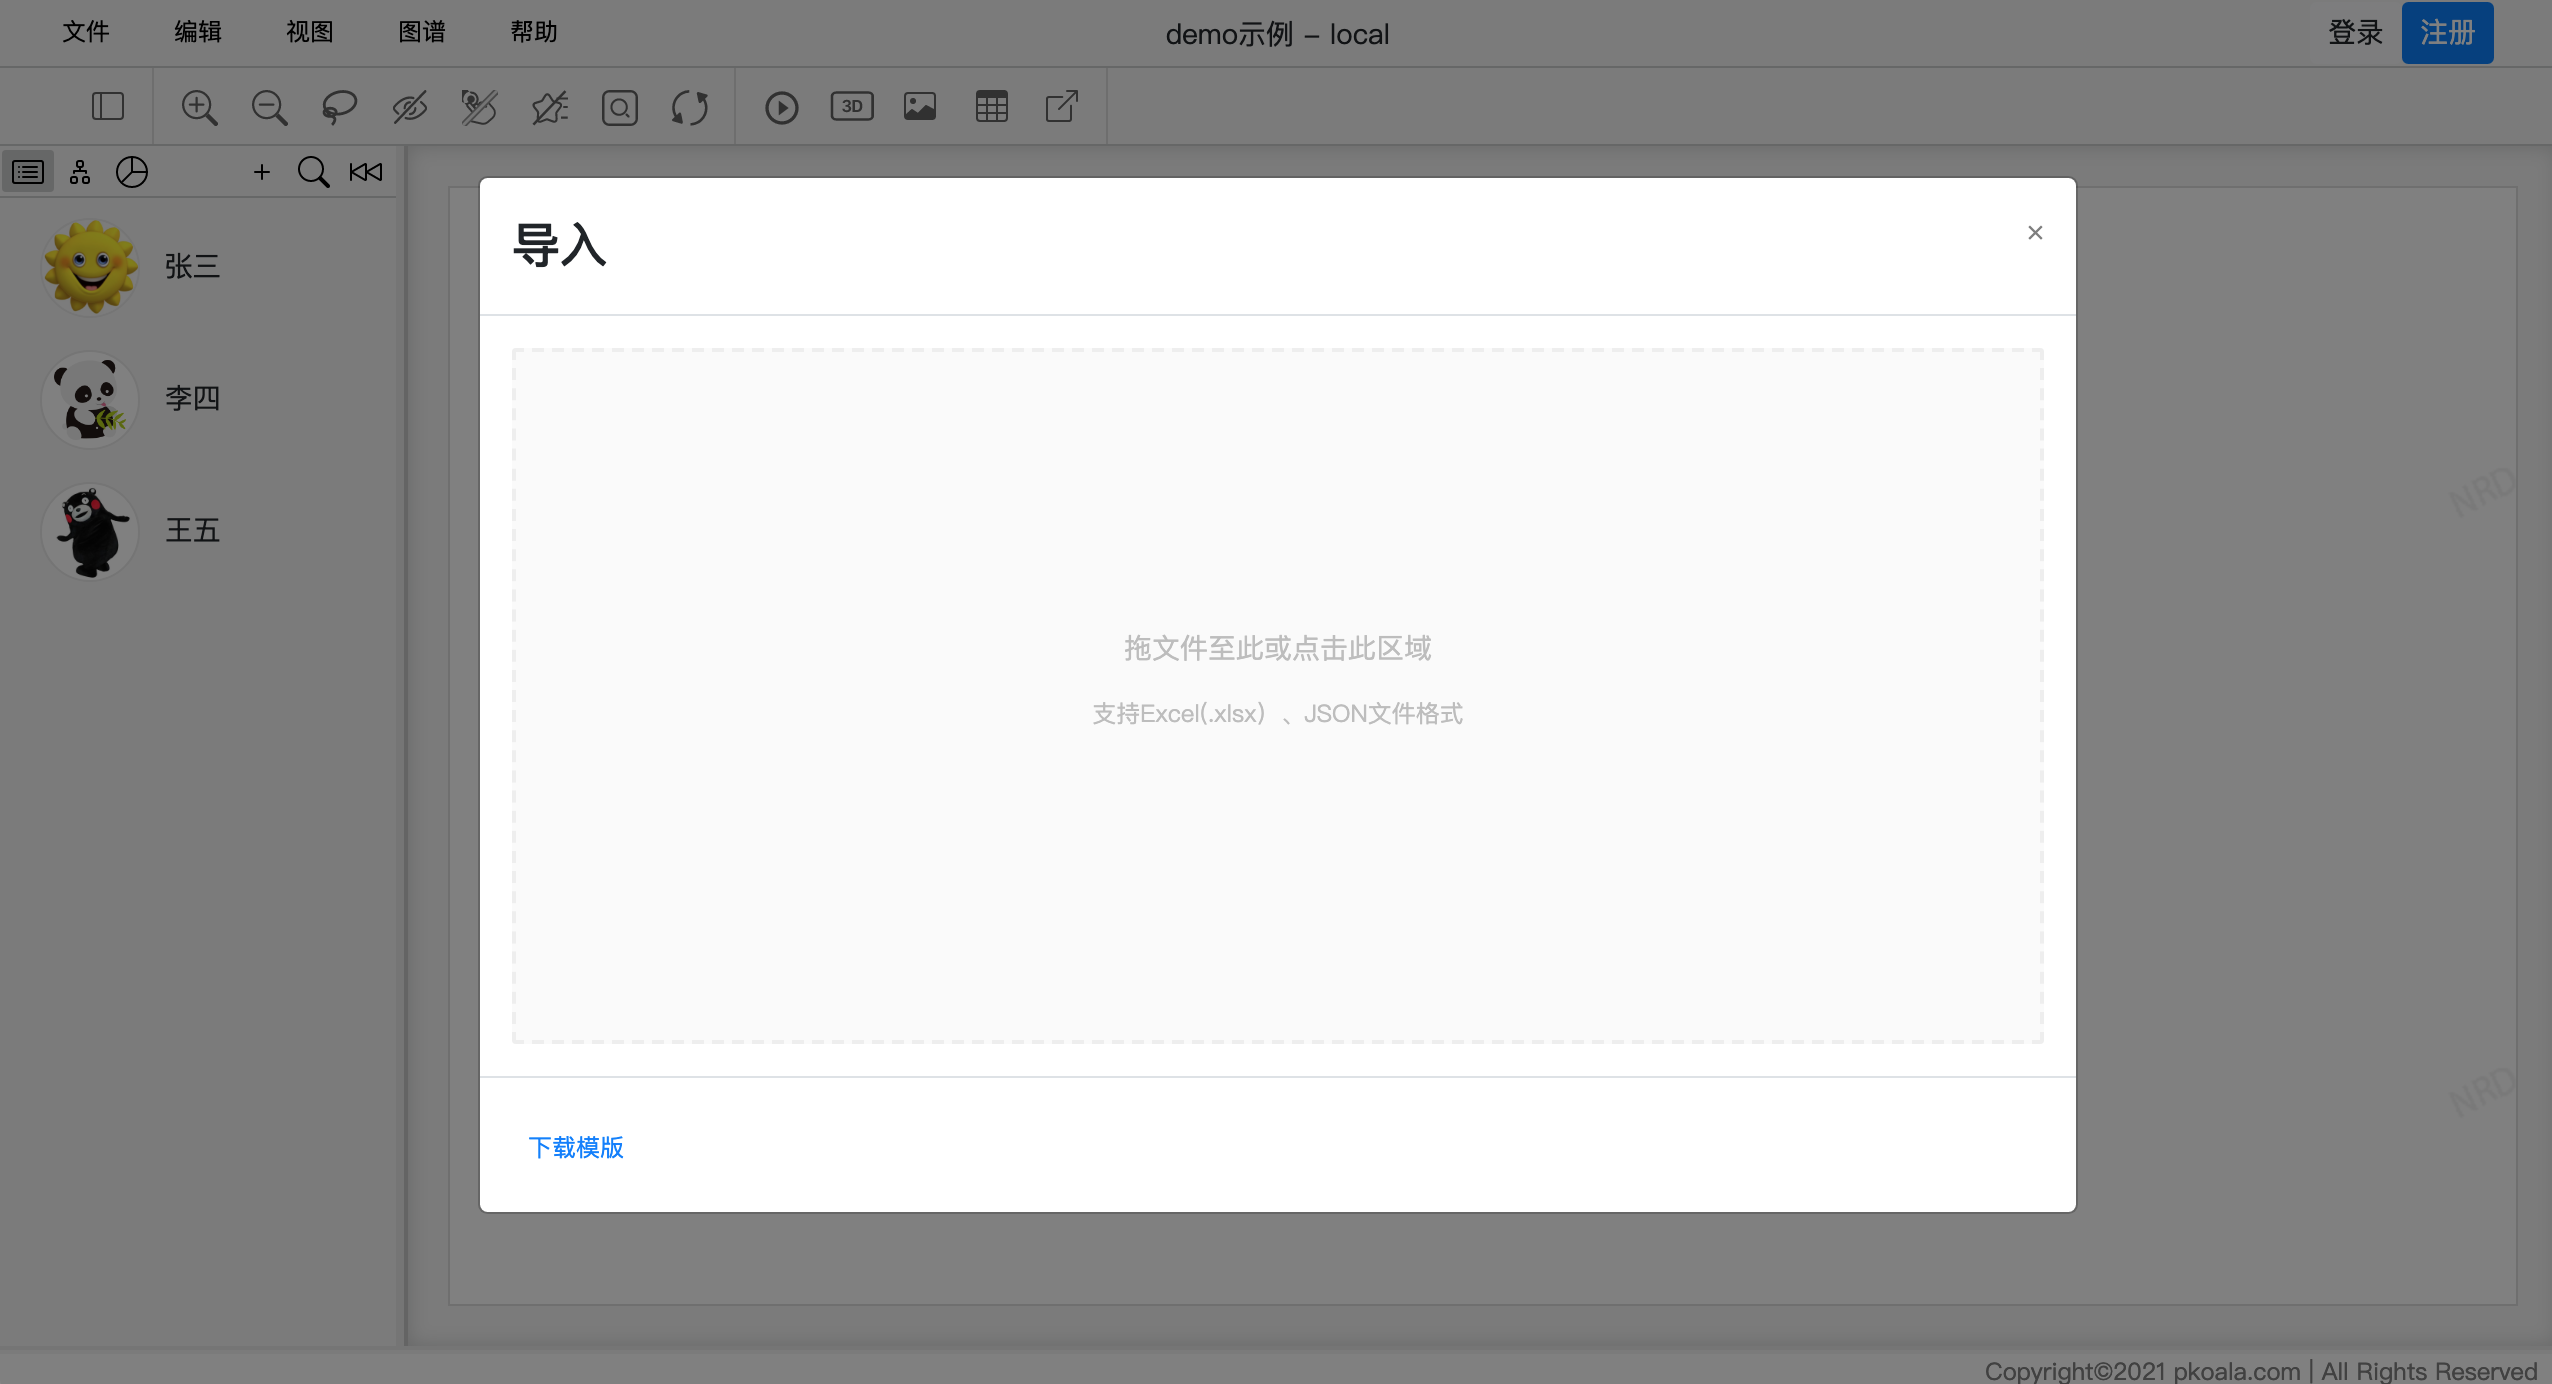 文件 编辑 视图 图谱 帮助 demo示例 – local 登录 注册
3D
张三
李四
王五
导入
×
拖文件至此或点击此区域
支持Excel(.xlsx）、JSON文件格式
NRD
NRD
下载模版
Copyright©2021 pkoala.com | All Rights Reserved